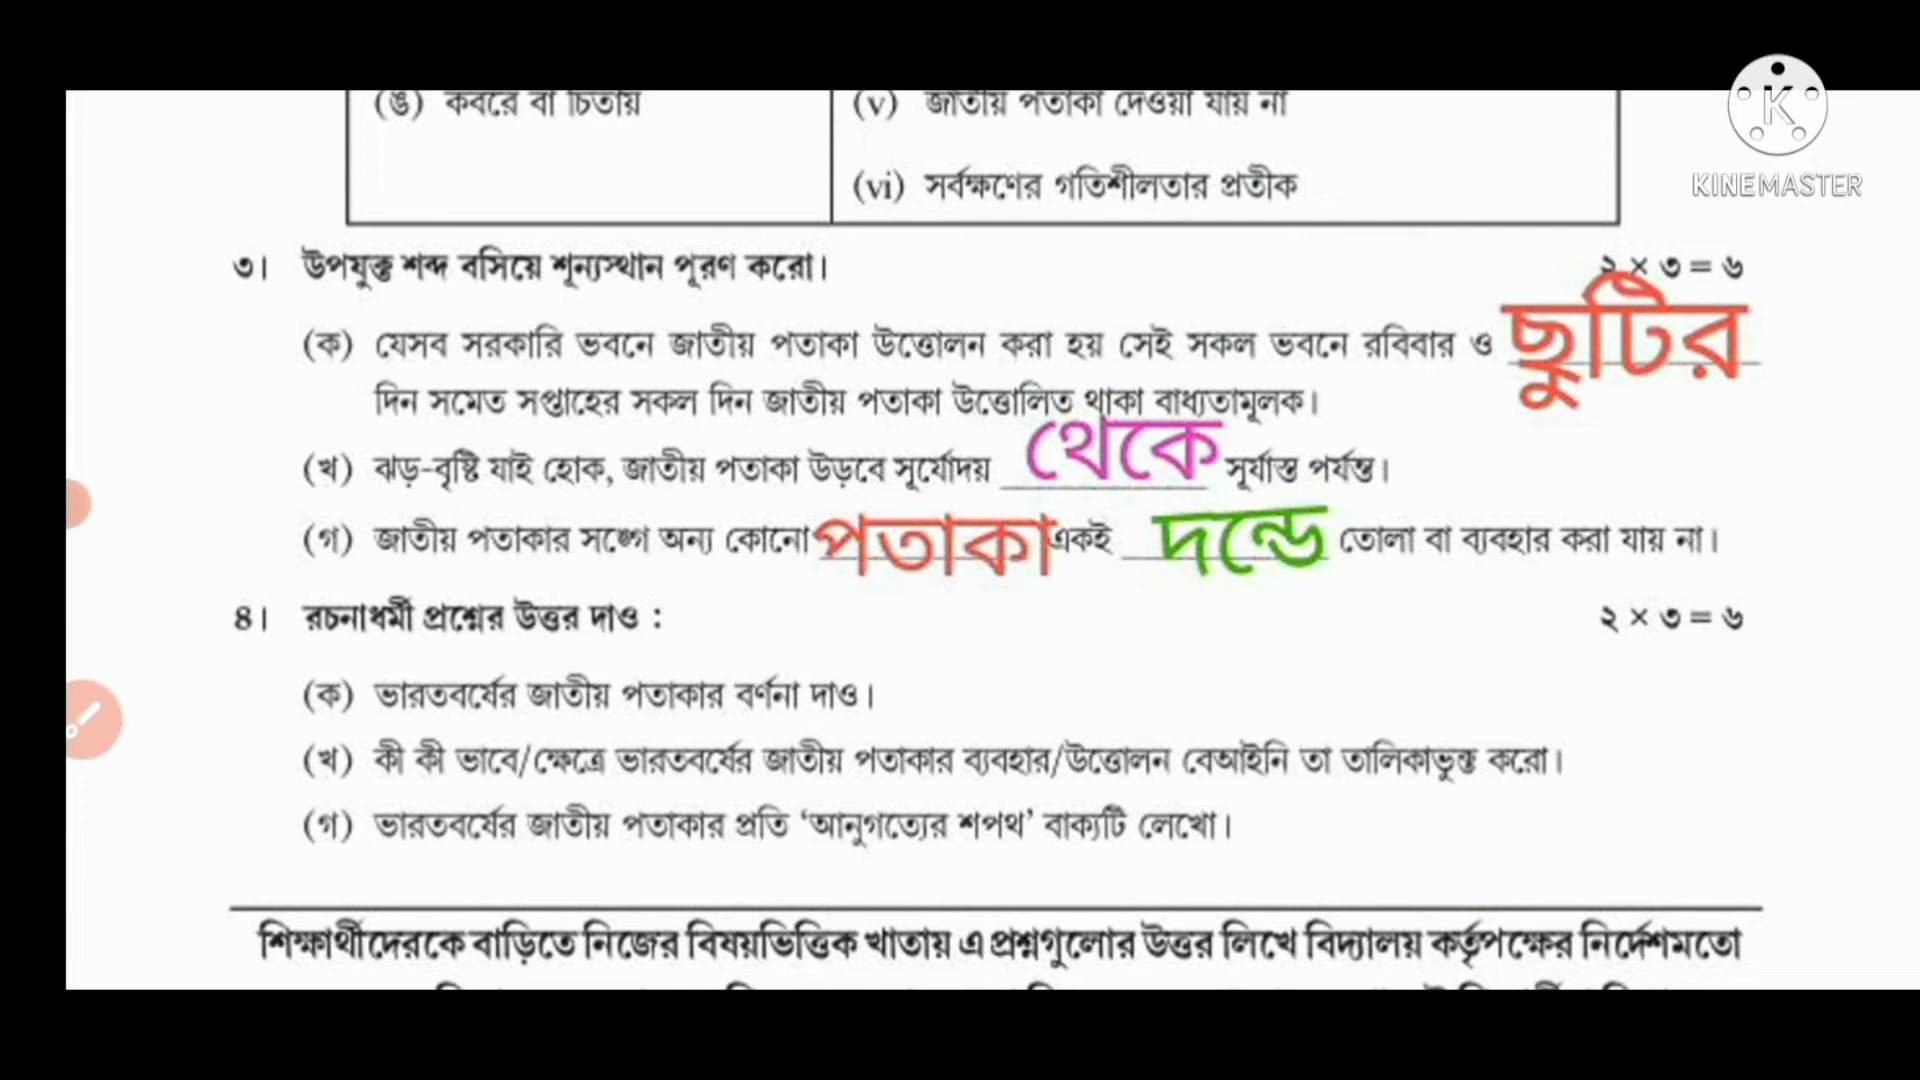 (ঙ) কবরে বা চিতায়
(v) জাতীয় পতাকা দেওয়া যায় না
(vi) সর্বক্ষণের গতিশীলতার প্রতীক
KINEMASTER
৩। উপযুক্ত শব্দ বসিয়ে শূন্যস্থান পূরণ করো। ২ × ৩ = ৬
(ক) যেসব সরকারি ভবনে জাতীয় পতাকা উত্তোলন করা হয় সেই সকল ভবনে রবিবার ও ছুটির
দিন সমেত সপ্তাহের সকল দিন জাতীয় পতাকা উত্তোলিত থাকা বাধ্যতামূলক।
(খ) ঝড়-বৃষ্টি যাই হোক, জাতীয় পতাকা উড়বে সূর্যোদয় থেকে সূর্যাস্ত পর্যন্ত।
(গ) জাতীয় পতাকার সঙ্গে অন্য কোনো পতাকা একই দন্ডে তোলা বা ব্যবহার করা যায় না।
৪। রচনাধর্মী প্রশ্নের উত্তর দাও : ২ × ৩ = ৬
(ক) ভারতবর্ষের জাতীয় পতাকার বর্ণনা দাও।
(খ) কী কী ভাবে/ক্ষেত্রে ভারতবর্ষের জাতীয় পতাকার ব্যবহার/উত্তোলন বেআইনি তা তালিকাভুক্ত করো।
(গ) ভারতবর্ষের জাতীয় পতাকার প্রতি ‘আনুগত্যের শপথ’ বাক্যটি লেখো।
শিক্ষার্থীদেরকে বাড়িতে নিজের বিষয়ভিত্তিক খাতায় এ প্রশ্নগুলোর উত্তর লিখে বিদ্যালয় কর্তৃপক্ষের নির্দেশমতো